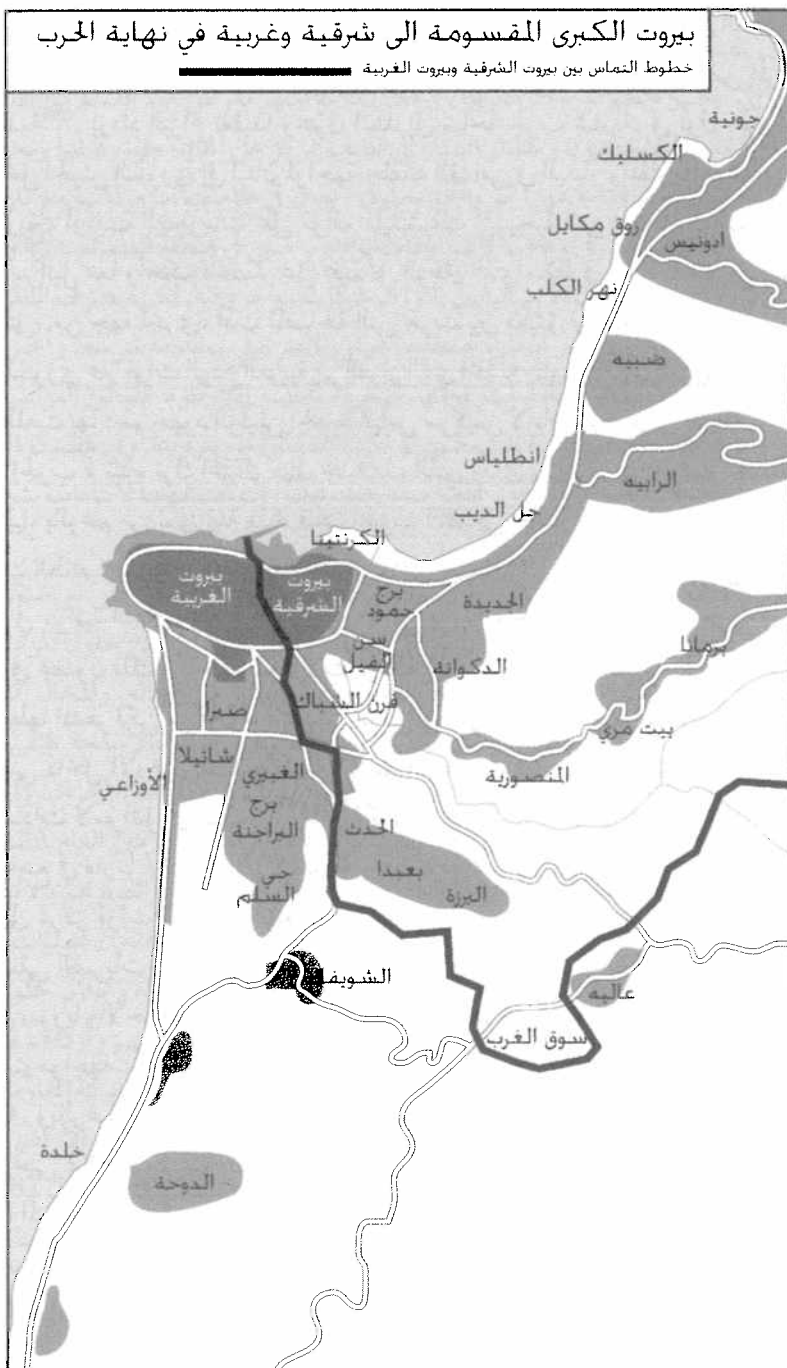 بيروت الكبرى المقسومة الى شرقية وغربية في نهاية الحرب
خطوط التماس بين بيروت الشرقية وبيروت الغربية
جونية
الكسليك
زوق مكايل
ادونيس
نهر الكلب
ضبيه
انطلياس
الرابيه
جل الديب
الكرنتينا
بيروت
الغربية
بيروت
الشرقية
برج
حمود
الجديدة
سن
الفيل
الدكوانه
برمانا
فرن الشباك
صبرا
بيت مري
شاتيلا
الغبيري
المنصورية
الأوزاعي
برج
البراجنة
الحدث
بعبدا
اليرزة
حي
السلم
الشويفا
عاليه
سوق الغرب
خلدة
الدوحة